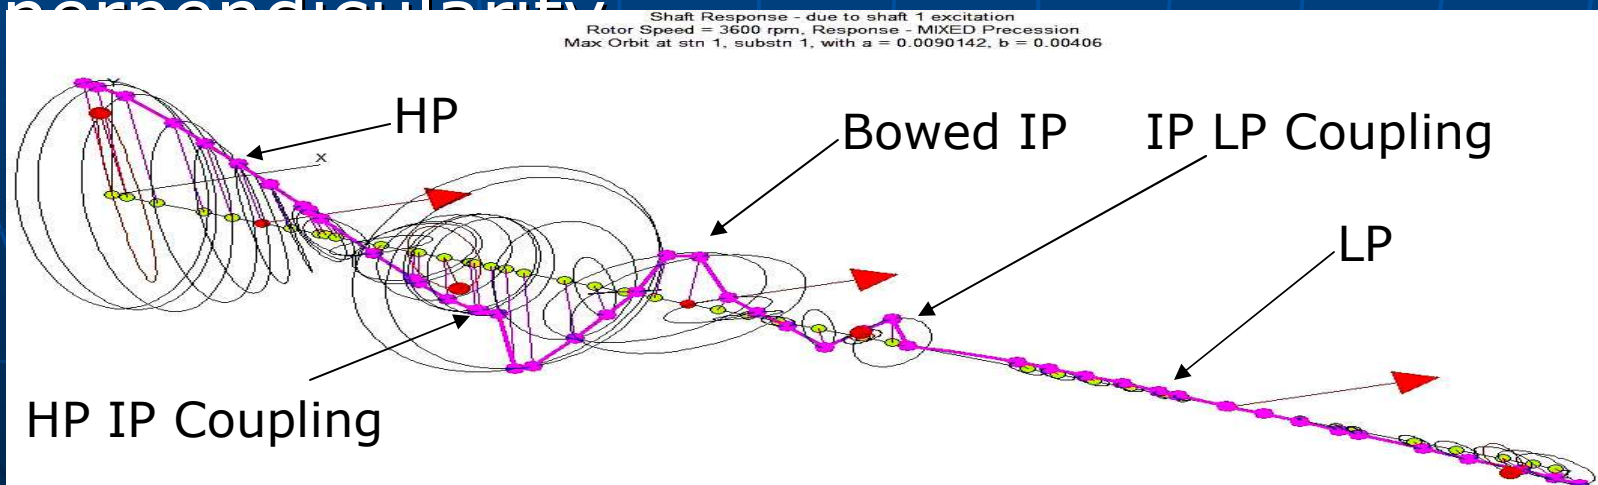 perpendicularity
Shaft Response - due to shaft 1 excitation
Rotor Speed = 3600 rpm, Response - MIXED Precession
Max Orbit at stn 1, substn 1, with a = 0.0090142, b = 0.00406
Y
HP
Bowed IP
IP LP Coupling
x
LP
HP IP Coupling